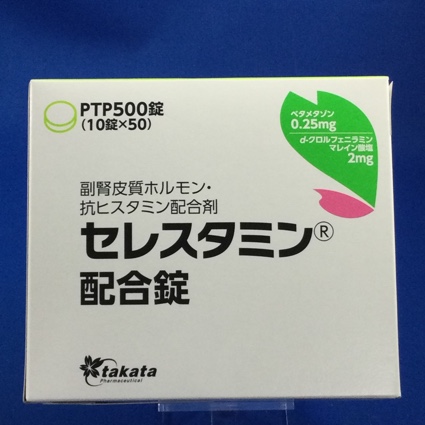 PTP500錠
(10錠×50)
ベタメタゾン
0.25mg
d-クロルフェニラミン
マレイン酸塩
2mg
副腎皮質ホルモン・
抗ヒスタミン配合剤
セレスタミン®
配合錠
takata
Pharmaceutical